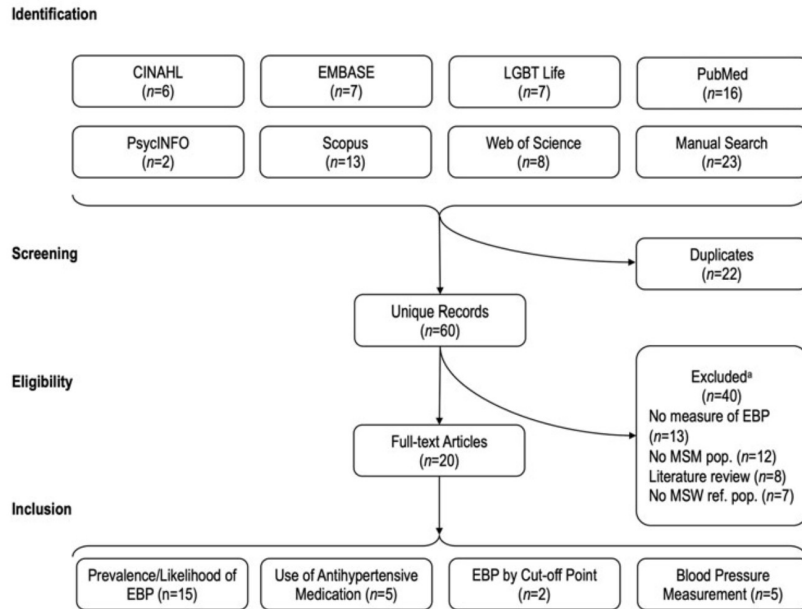 Identification
CINAHL
(n=6)
EMBASE
(n=7)
LGBT Life
(n=7)
PubMed
(n=16)
PsycINFO
(n=2)
Scopus
(n=13)
Web of Science
(n=8)
Manual Search
(n=23)
Screening
Duplicates
(n=22)
Unique Records
(n=60)
Eligibility
Excludedᵃ
(n=40)
No measure of EBP
(n=13)
No MSM pop. (n=12)
Literature review (n=8)
No MSW ref. pop. (n=7)
Full-text Articles
(n=20)
Inclusion
Prevalence/Likelihood of
EBP (n=15)
Use of Antihypertensive
Medication (n=5)
EBP by Cut-off Point
(n=2)
Blood Pressure
Measurement (n=5)